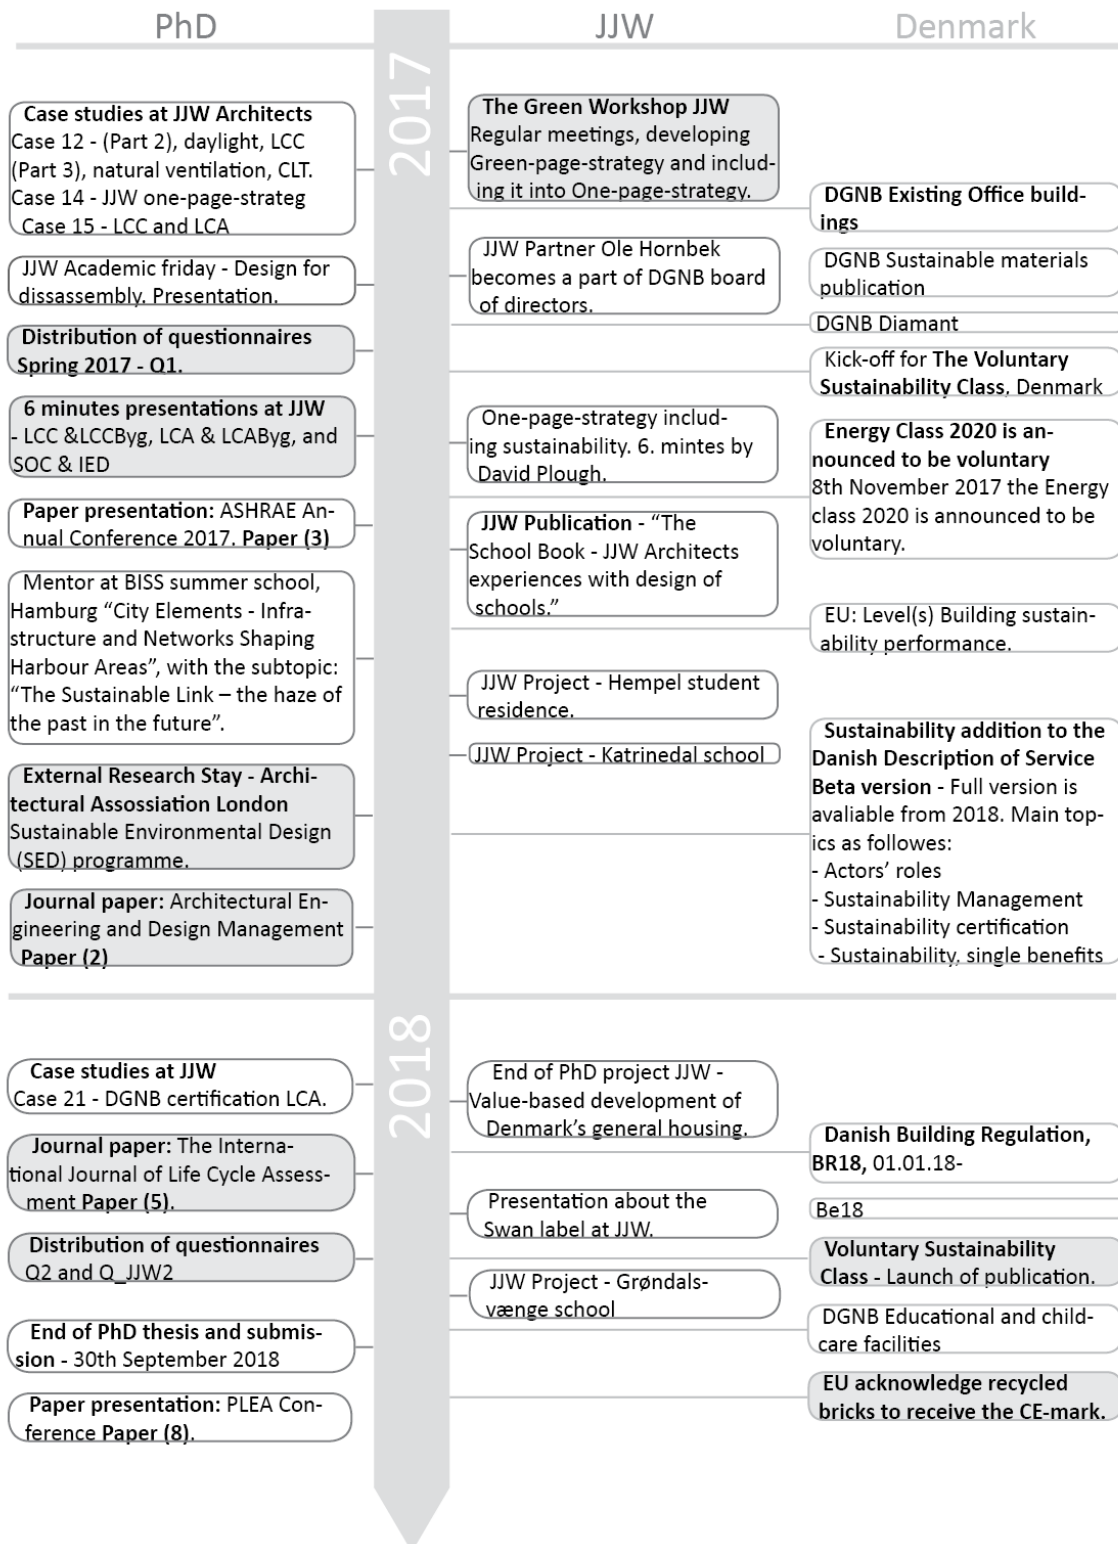 PhD
JJW
Denmark
2017
Case studies at JJW Architects
Case 12 - (Part 2), daylight, LCC
(Part 3), natural ventilation, CLT.
Case 14 - JJW one-page-strateg
Case 15 - LCC and LCA
JJW Academic friday - Design for
dissassembly. Presentation.
Distribution of questionnaires
Spring 2017 - Q1.
6 minutes presentations at JJW
- LCC &LCCByg, LCA & LCAByg, and
SOC & IED
Paper presentation: ASHRAE An-
nual Conference 2017. Paper (3)
Mentor at BISS summer school,
Hamburg “City Elements - Infra-
structure and Networks Shaping
Harbour Areas”, with the subtopic:
“The Sustainable Link – the haze of
the past in the future”.
External Research Stay - Archi-
tectural Assossiation London
Sustainable Environmental Design
(SED) programme.
Journal paper: Architectural En-
gineering and Design Management
Paper (2)
The Green Workshop JJW
Regular meetings, developing
Green-page-strategy and includ-
ing it into One-page-strategy.
JJW Partner Ole Hornbek
becomes a part of DGNB board
of directors.
One-page-strategy includ-
ing sustainability. 6. mintes by
David Plough.
JJW Publication - “The
School Book - JJW Architects
experiences with design of
schools.”
JJW Project - Hempel student
residence.
JJW Project - Katrinedal school
DGNB Existing Office build-
ings
DGNB Sustainable materials
publication
DGNB Diamant
Kick-off for The Voluntary
Sustainability Class, Denmark
Energy Class 2020 is an-
nounced to be voluntary
8th November 2017 the Energy
class 2020 is announced to be
voluntary.
EU: Level(s) Building sustain-
ability performance.
Sustainability addition to the
Danish Description of Service
Beta version - Full version is
avaliable from 2018. Main top-
ics as followes:
- Actors’ roles
- Sustainability Management
- Sustainability certification
- Sustainability, single benefits
2018
Case studies at JJW
Case 21 - DGNB certification LCA.
Journal paper: The Interna-
tional Journal of Life Cycle Assess-
ment Paper (5).
Distribution of questionnaires
Q2 and Q_JJW2
End of PhD thesis and submis-
sion - 30th September 2018
Paper presentation: PLEA Con-
ference Paper (8).
End of PhD project JJW -
Value-based development of
Denmark’s general housing.
Presentation about the
Swan label at JJW.
JJW Project - Grøndals-
vænge school
Danish Building Regulation,
BR18, 01.01.18-
Be18
Voluntary Sustainability
Class - Launch of publication.
DGNB Educational and child-
care facilities
EU acknowledge recycled
bricks to receive the CE-mark.